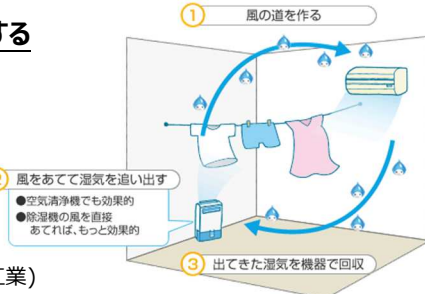 する
① 風の道を作る
② 風をあてて湿気を追い出す
●空気清浄機でも効果的
●除湿機の風を直接
あてれば、もっと効果的
③ 出てきた湿気を機器で回収
工業)